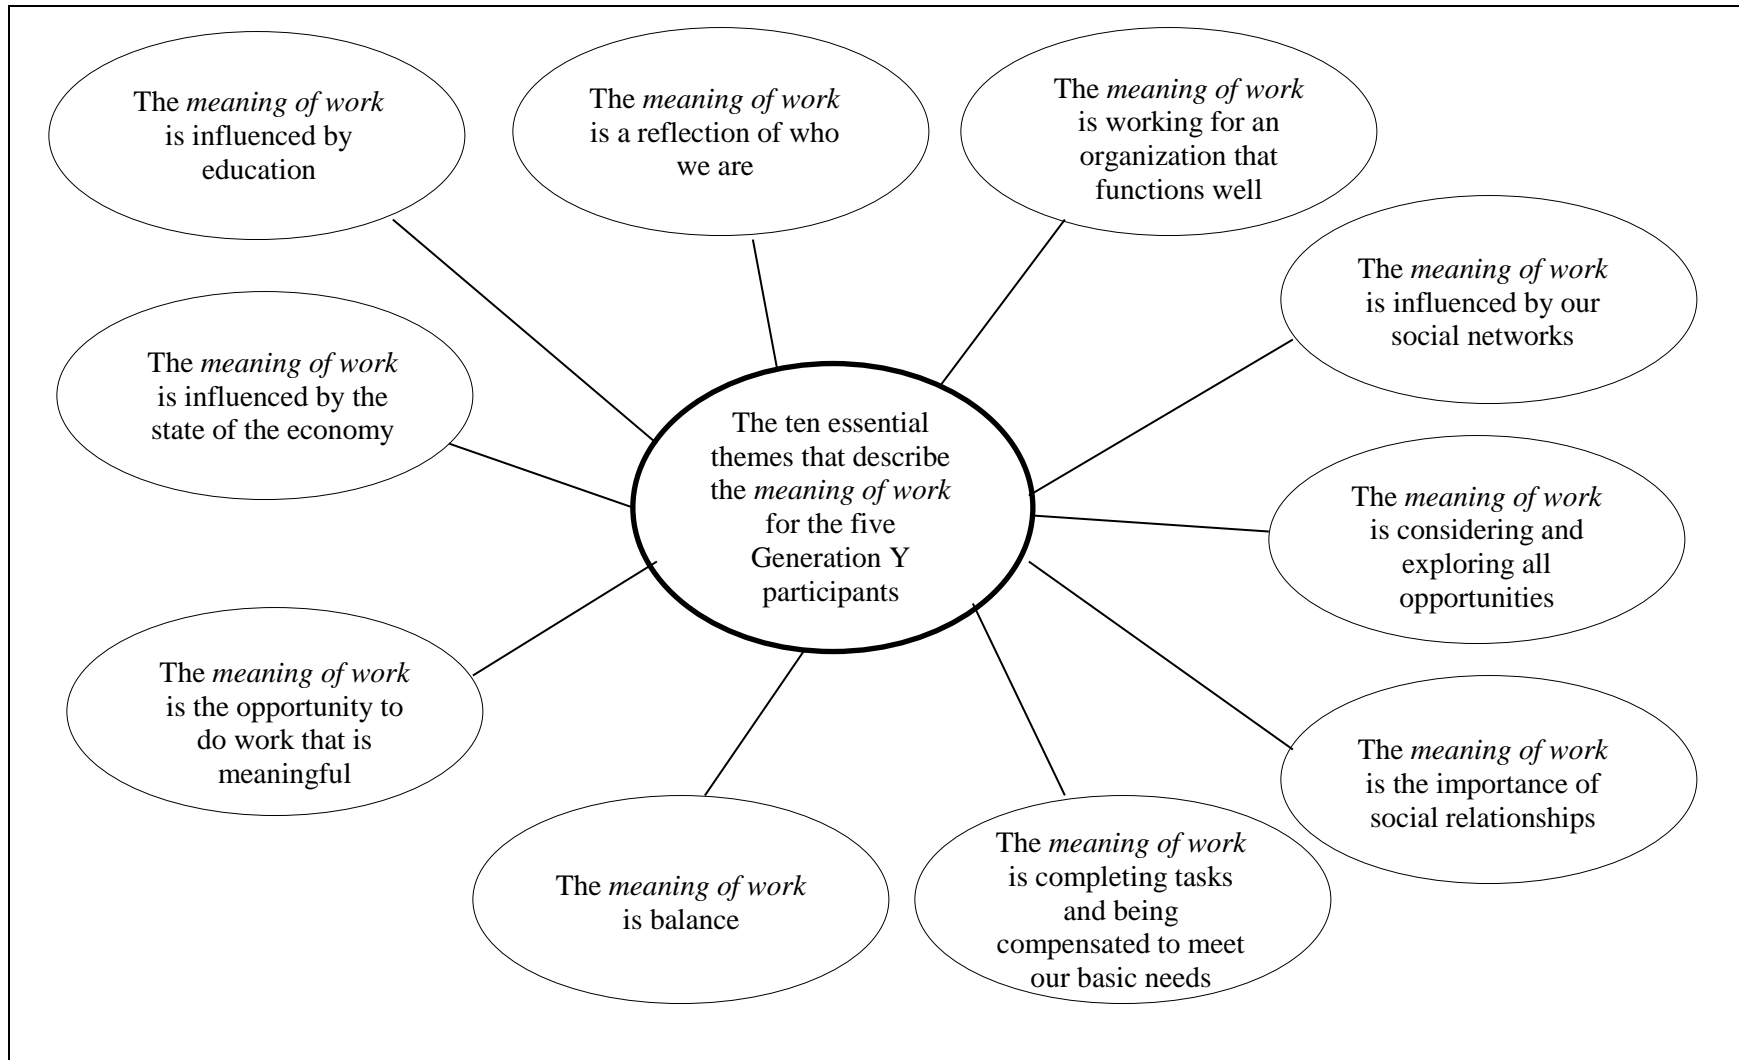 The meaning of work
is influenced by
education
The meaning of work
is a reflection of who
we are
The meaning of work
is working for an
organization that
functions well
The meaning of work
is influenced by our
social networks
The meaning of work
is influenced by the
state of the economy
The ten essential
themes that describe
the meaning of work
for the five
Generation Y
participants
The meaning of work
is considering and
exploring all
opportunities
The meaning of work
is the opportunity to
do work that is
meaningful
The meaning of work
is the importance of
social relationships
The meaning of work
is balance
The meaning of work
is completing tasks
and being
compensated to meet
our basic needs